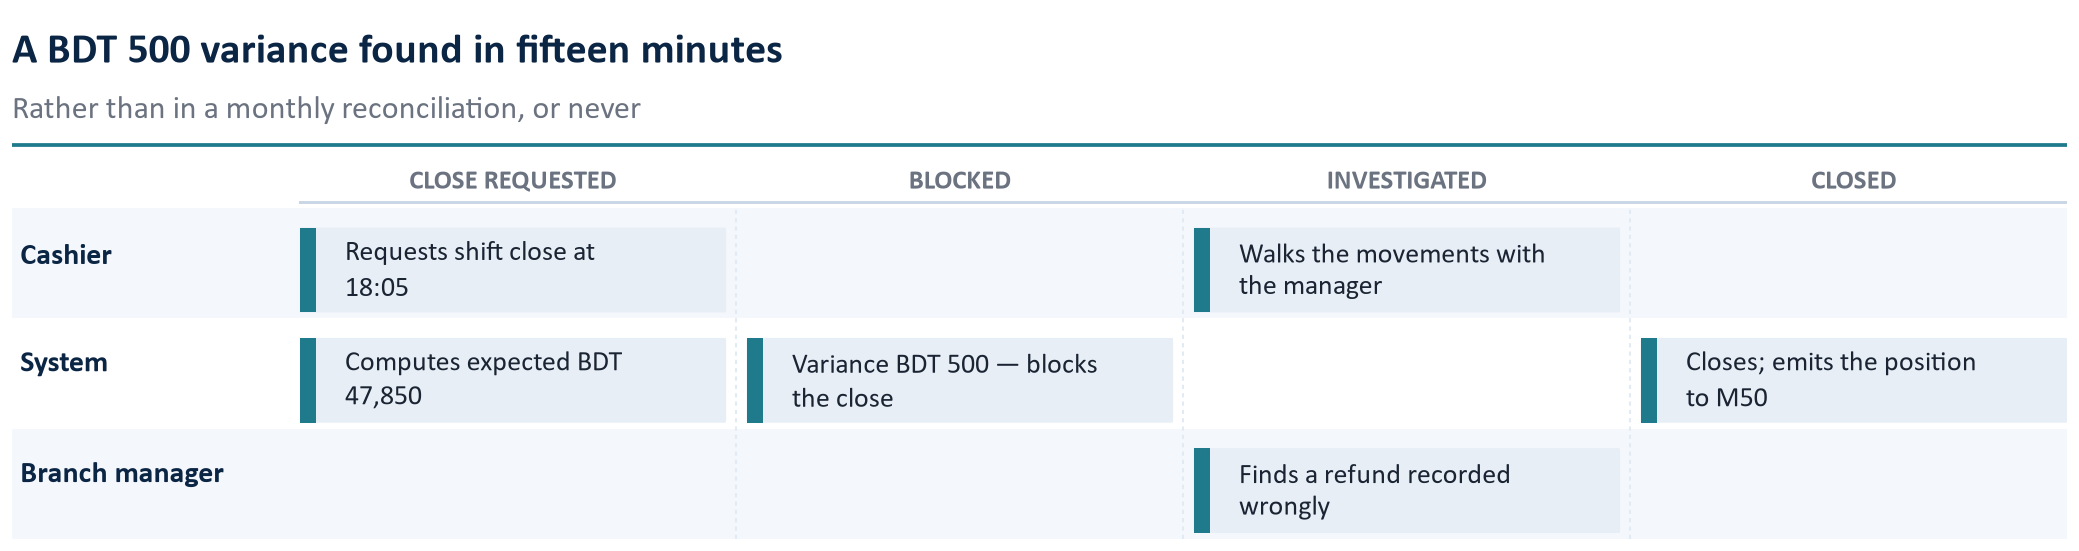 A BDT 500 variance found in fifteen minutes
Rather than in a monthly reconciliation, or never
CLOSE REQUESTED
BLOCKED
INVESTIGATED
CLOSED
Cashier
Requests shift close at
18:05
Walks the movements with
the manager
System
Computes expected BDT
47,850
Variance BDT 500 — blocks
the close
Closes; emits the position
to M50
Branch manager
Finds a refund recorded
wrongly